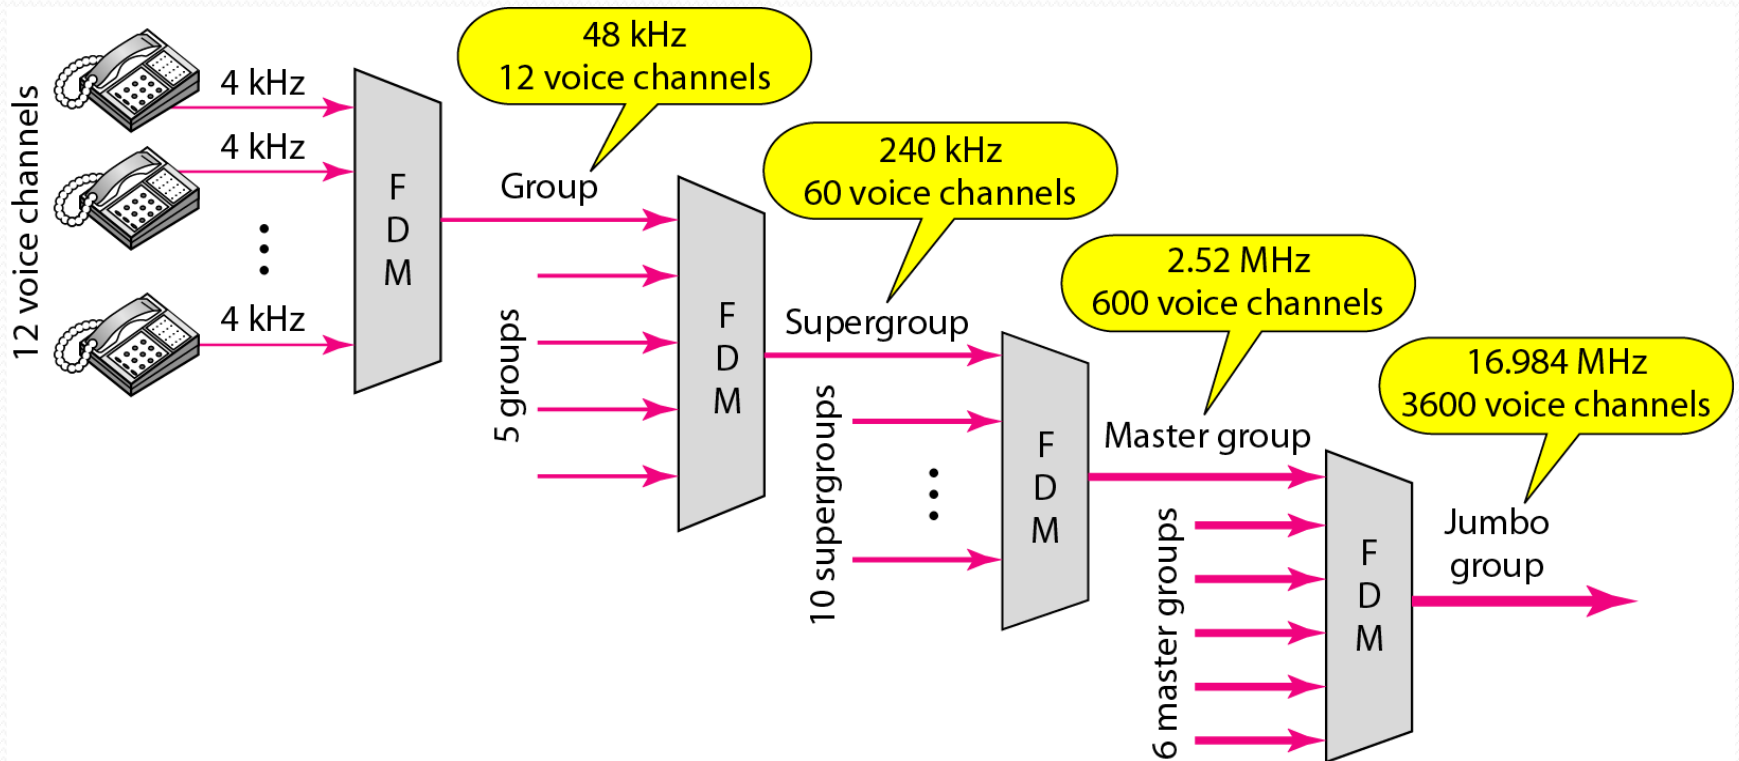 12 voice channels
4 kHz
4 kHz
4 kHz
F
D
M
48 kHz
12 voice channels
Group
5 groups
F
D
M
240 kHz
60 voice channels
Supergroup
10 supergroups
F
D
M
2.52 MHz
600 voice channels
Master group
6 master groups
F
D
M
16.984 MHz
3600 voice channels
Jumbo
group